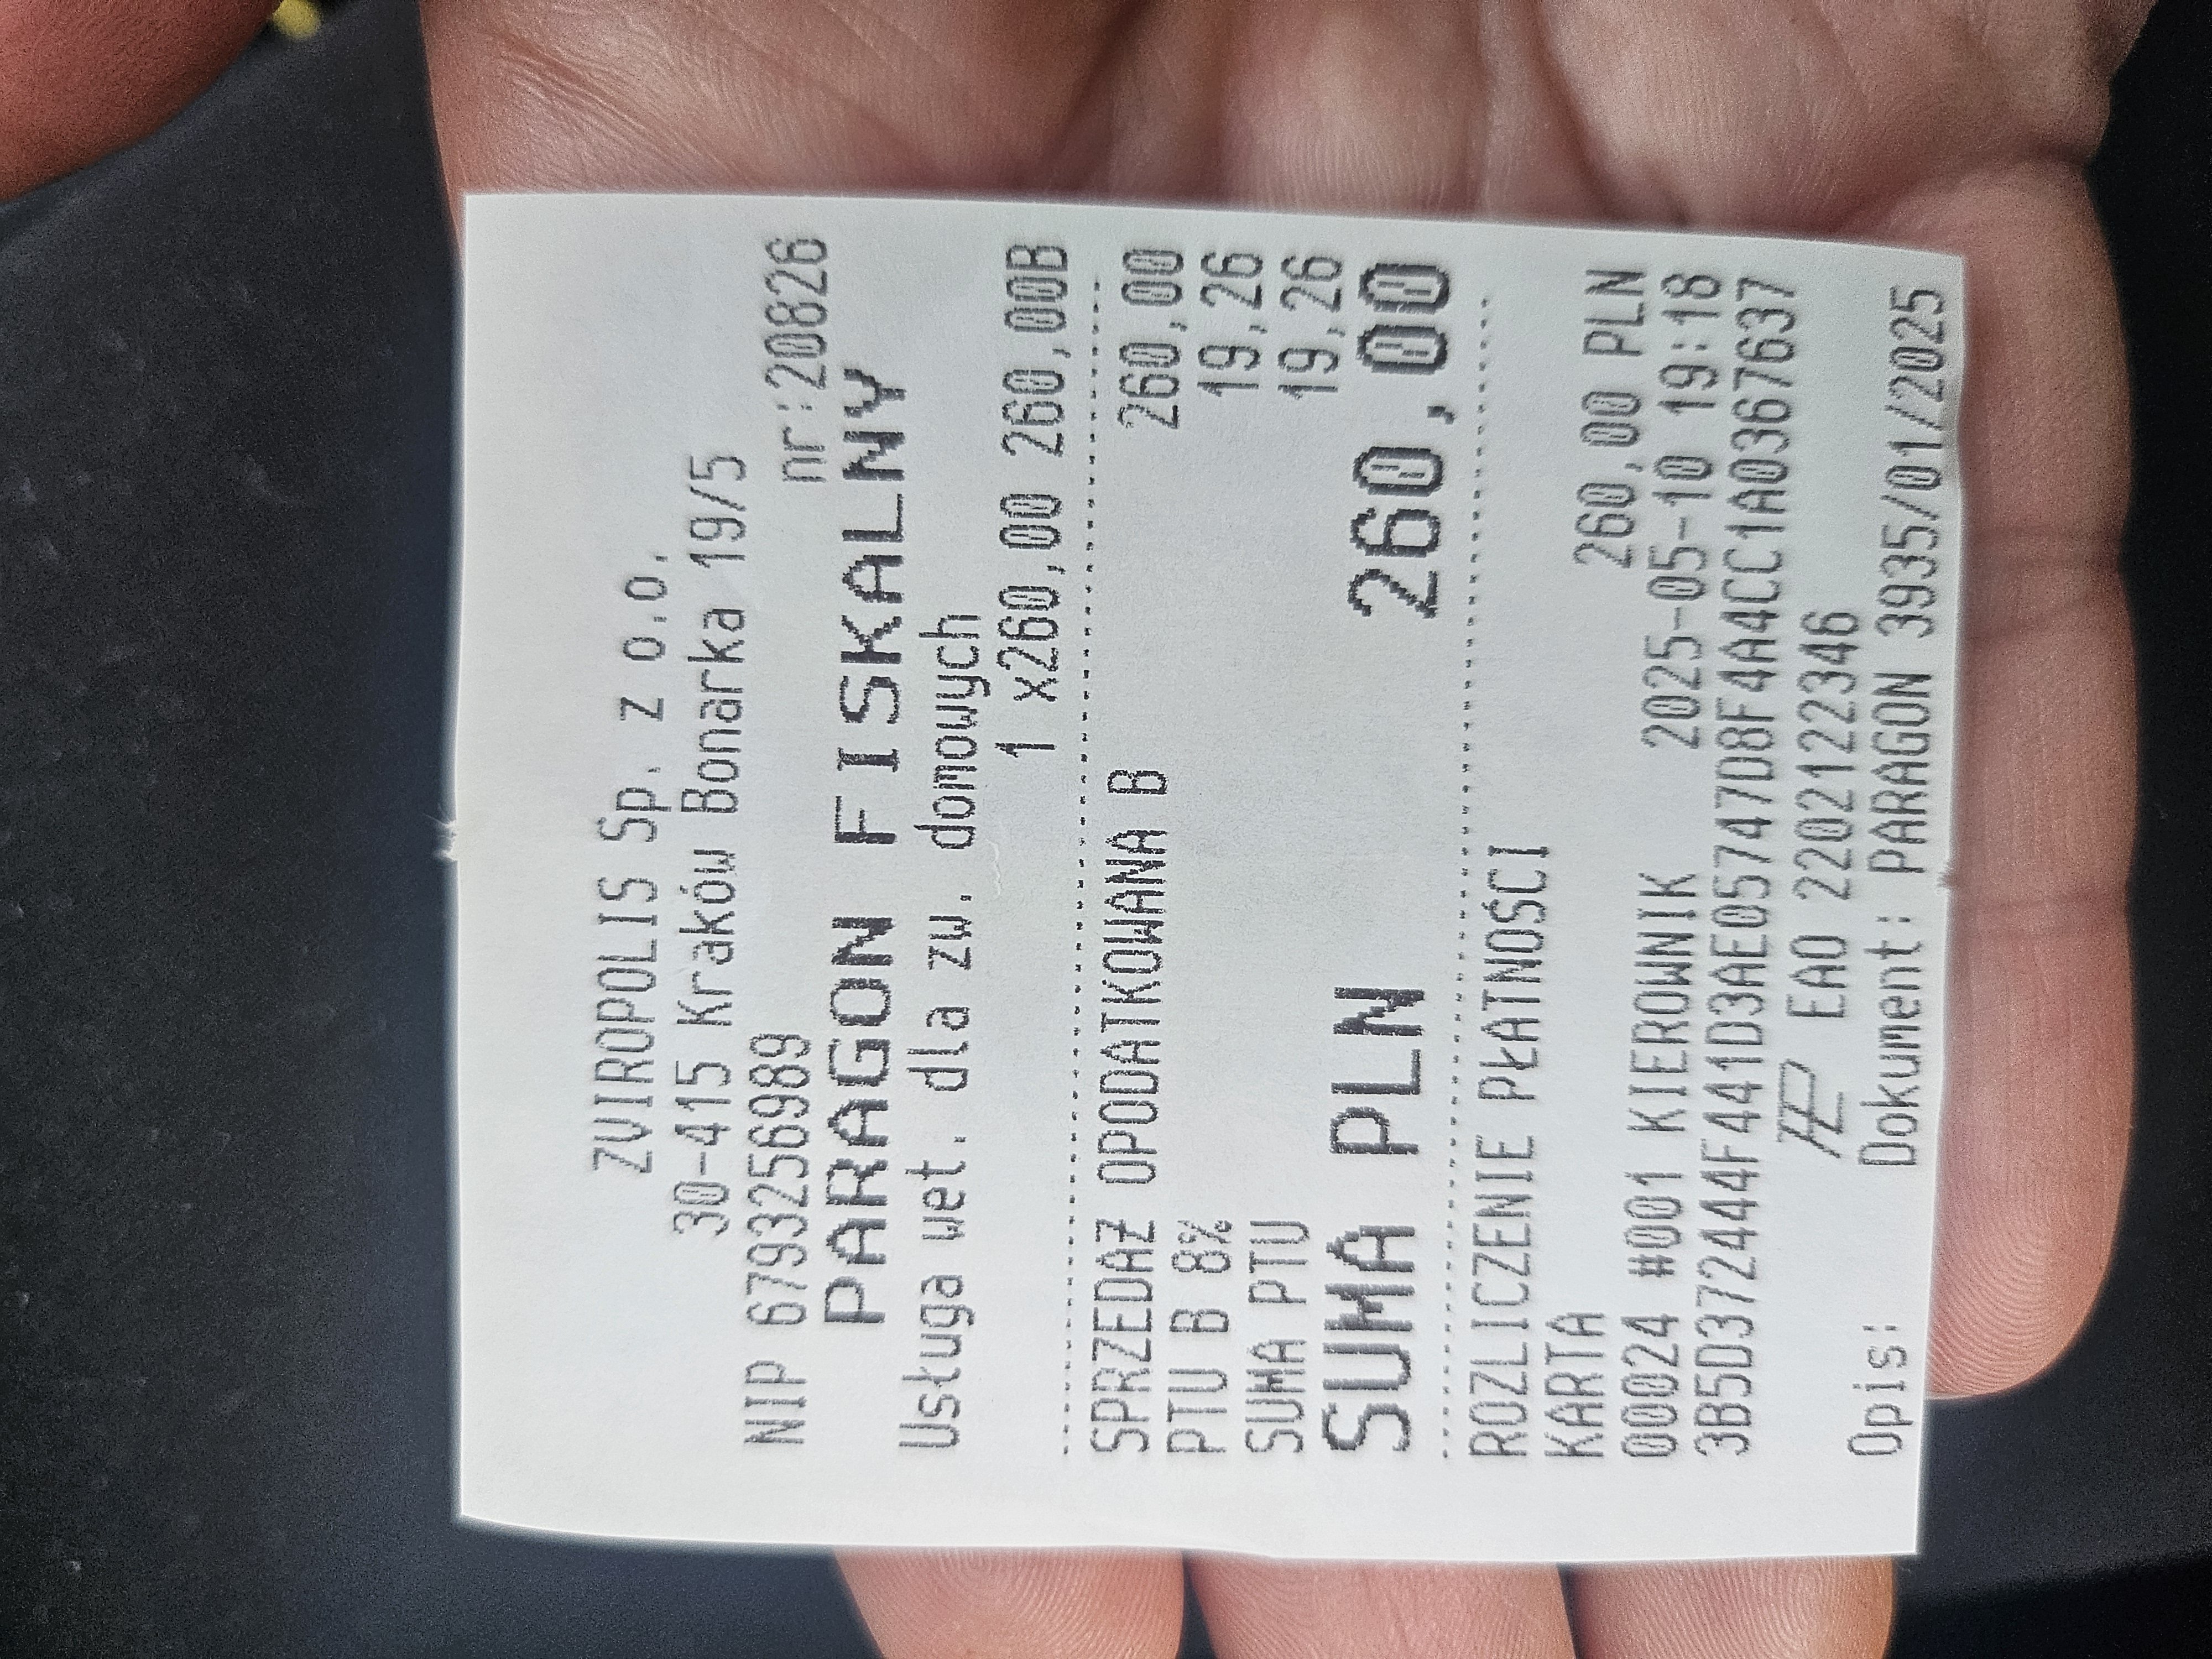 ZVIROPOLIS Sp. z o.o.
30-415 Kraków Bonarka 19/5
NIP 6793256989 nr:20826
PARAGON FISKALNY
Usługa wet. dla zw. domowych
1 x260,00 260,00B
SPRZEDAŻ OPODATKOWANA B 260,00
PTU B 8% 19,26
SUMA PTU 19,26
SUMA PLN 260,00
ROZLICZENIE PŁATNOŚCI
KARTA 260,00 PLN
00024 #001 KIEROWNIK 2025-05-10 19:18
3B5D372444F441D3AE05747D8F4A4CC1A0367637
EAO 2202122346
Opis: Dokument: PARAGON 3935/01/2025